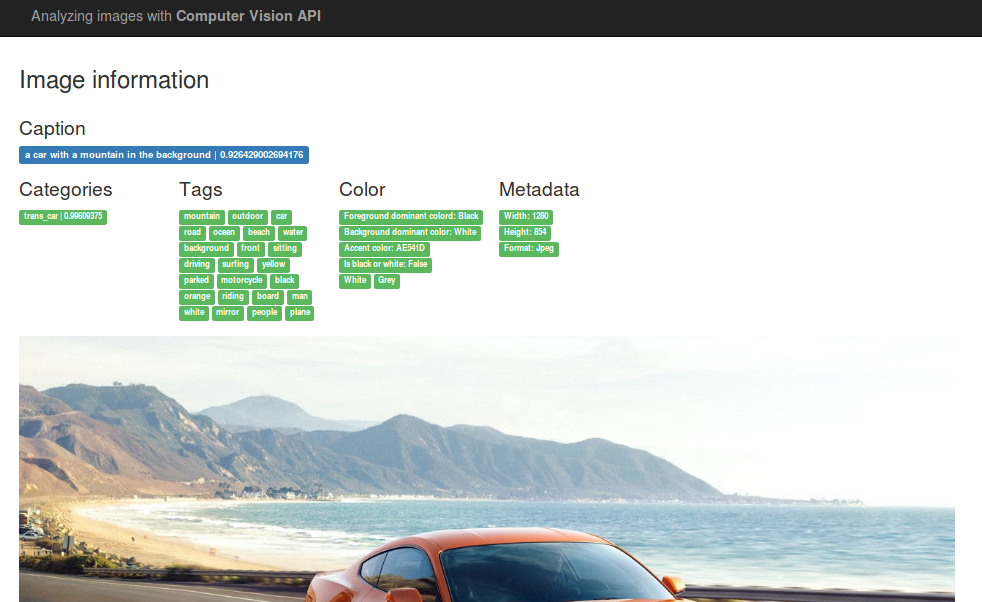 Analyzing images with Computer Vision API
Image information
Caption
a car with a mountain in the background | 0.926429002694176
Categories
trans_car | 0.99609375
Tags
mountain outdoor car
road ocean beach water
background front sitting
driving surfing yellow
parked motorcycle black
orange riding board man
white mirror people plane
Color
Foreground dominant colord: Black
Background dominant color: White
Accent color: AE541D
Is black or white: False
White Grey
Metadata
Width: 1280
Height: 854
Format: Jpeg